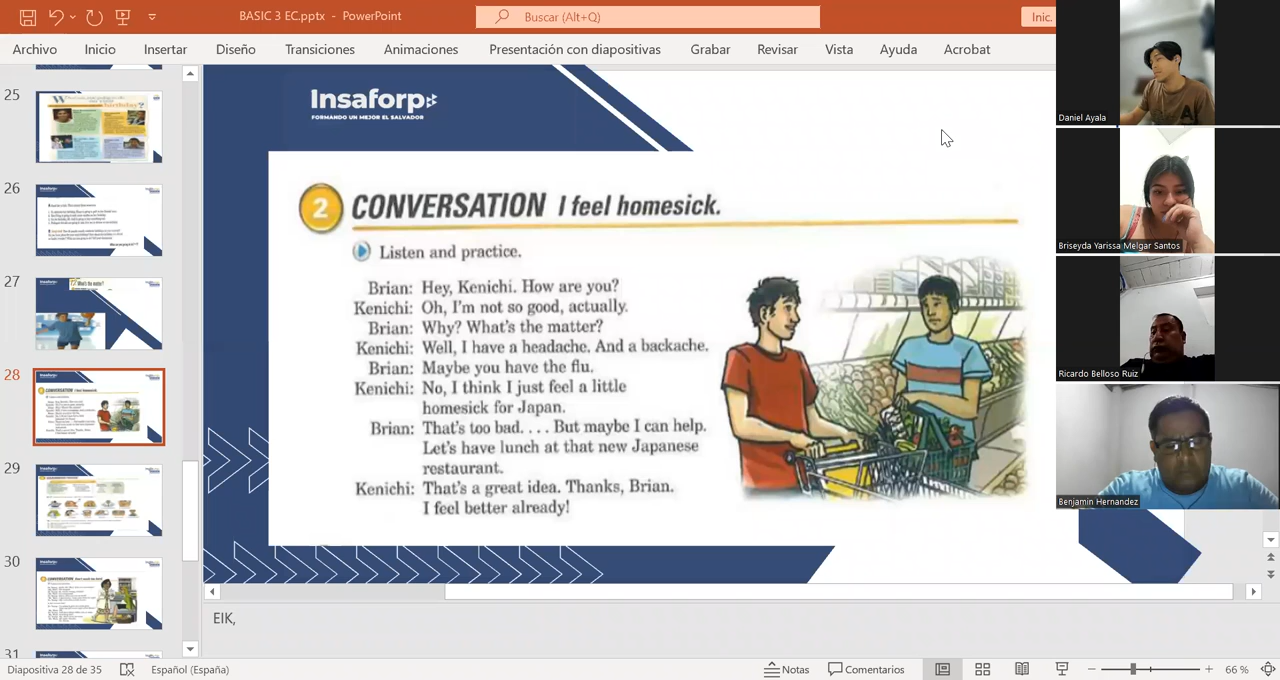 BASIC 3 EC.pptx - PowerPoint
Buscar (Alt+Q)
Inic.
Archivo Inicio Insertar Diseño Transiciones Animaciones Presentación con diapositivas Grabar Revisar Vista Ayuda Acrobat
25
26
27
28
29
30
31
Insaforp
FORMANDO UN MEJOR EL SALVADOR
2 CONVERSATION I feel homesick.
Listen and practice.
Brian: Hey, Kenichi. How are you?
Kenichi: Oh, I'm not so good, actually.
Brian: Why? What's the matter?
Kenichi: Well, I have a headache. And a backache.
Brian: Maybe you have the flu.
Kenichi: No, I think I just feel a little
homesick for Japan.
Brian: That's too bad. . . . But maybe I can help.
Let's have lunch at that new Japanese
restaurant.
Kenichi: That's a great idea. Thanks, Brian.
I feel better already!
Daniel Ayala
Briseyda Yarissa Melgar Santos
Ricardo Belloso Ruiz
Benjamin Hernandez
EIK,
Diapositiva 28 de 35 Español (España) Notas Comentarios 66 %